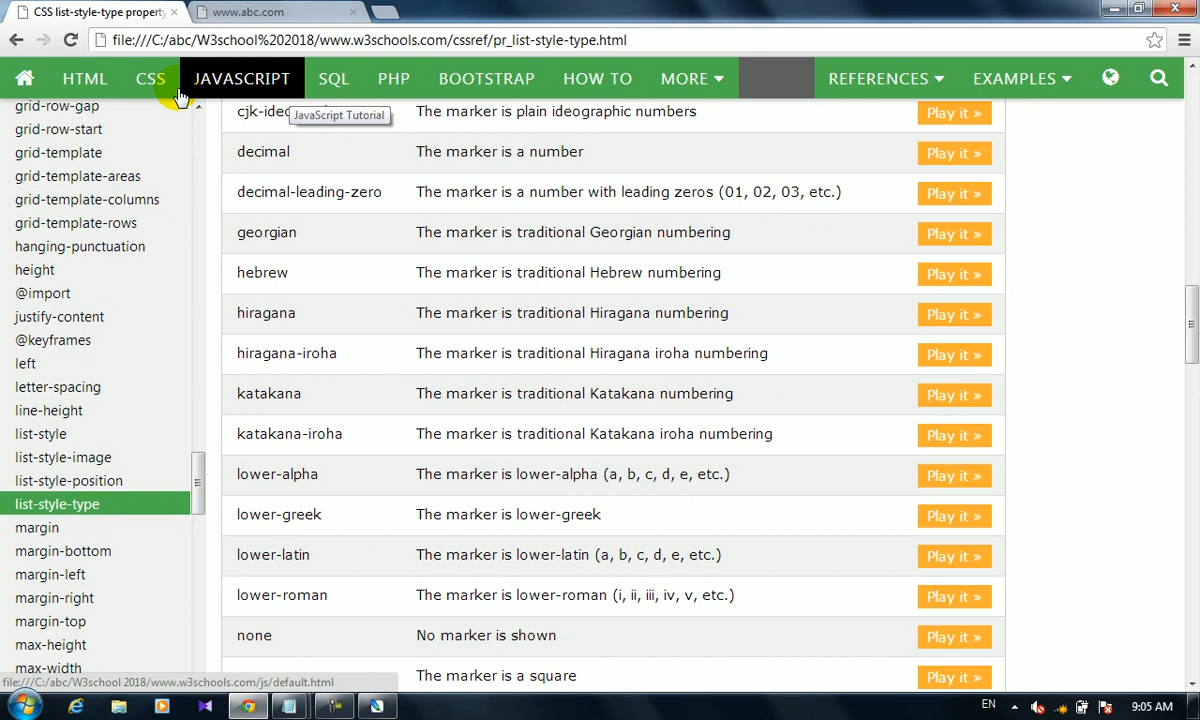 CSS list-style-type property
www.abc.com
file:///C:/abc/W3school%202018/www.w3schools.com/cssref/pr_list-style-type.html
HTML CSS JAVASCRIPT SQL PHP BOOTSTRAP HOW TO MORE REFERENCES EXAMPLES
JavaScript Tutorial
grid-row-gap
grid-row-start
grid-template
grid-template-areas
grid-template-columns
grid-template-rows
hanging-punctuation
height
@import
justify-content
@keyframes
left
letter-spacing
line-height
list-style
list-style-image
list-style-position
list-style-type
margin
margin-bottom
margin-left
margin-right
margin-top
max-height
max-width
The marker is plain ideographic numbers Play it »
decimal The marker is a number Play it »
decimal-leading-zero The marker is a number with leading zeros (01, 02, 03, etc.) Play it »
georgian The marker is traditional Georgian numbering Play it »
hebrew The marker is traditional Hebrew numbering Play it »
hiragana The marker is traditional Hiragana numbering Play it »
hiragana-iroha The marker is traditional Hiragana iroha numbering Play it »
katakana The marker is traditional Katakana numbering Play it »
katakana-iroha The marker is traditional Katakana iroha numbering Play it »
lower-alpha The marker is lower-alpha (a, b, c, d, e, etc.) Play it »
lower-greek The marker is lower-greek Play it »
lower-latin The marker is lower-latin (a, b, c, d, e, etc.) Play it »
lower-roman The marker is lower-roman (i, ii, iii, iv, v, etc.) Play it »
none No marker is shown Play it »
The marker is a square Play it »
file:///C:/abc/W3school 2018/www.w3schools.com/js/default.html
EN 9:05 AM